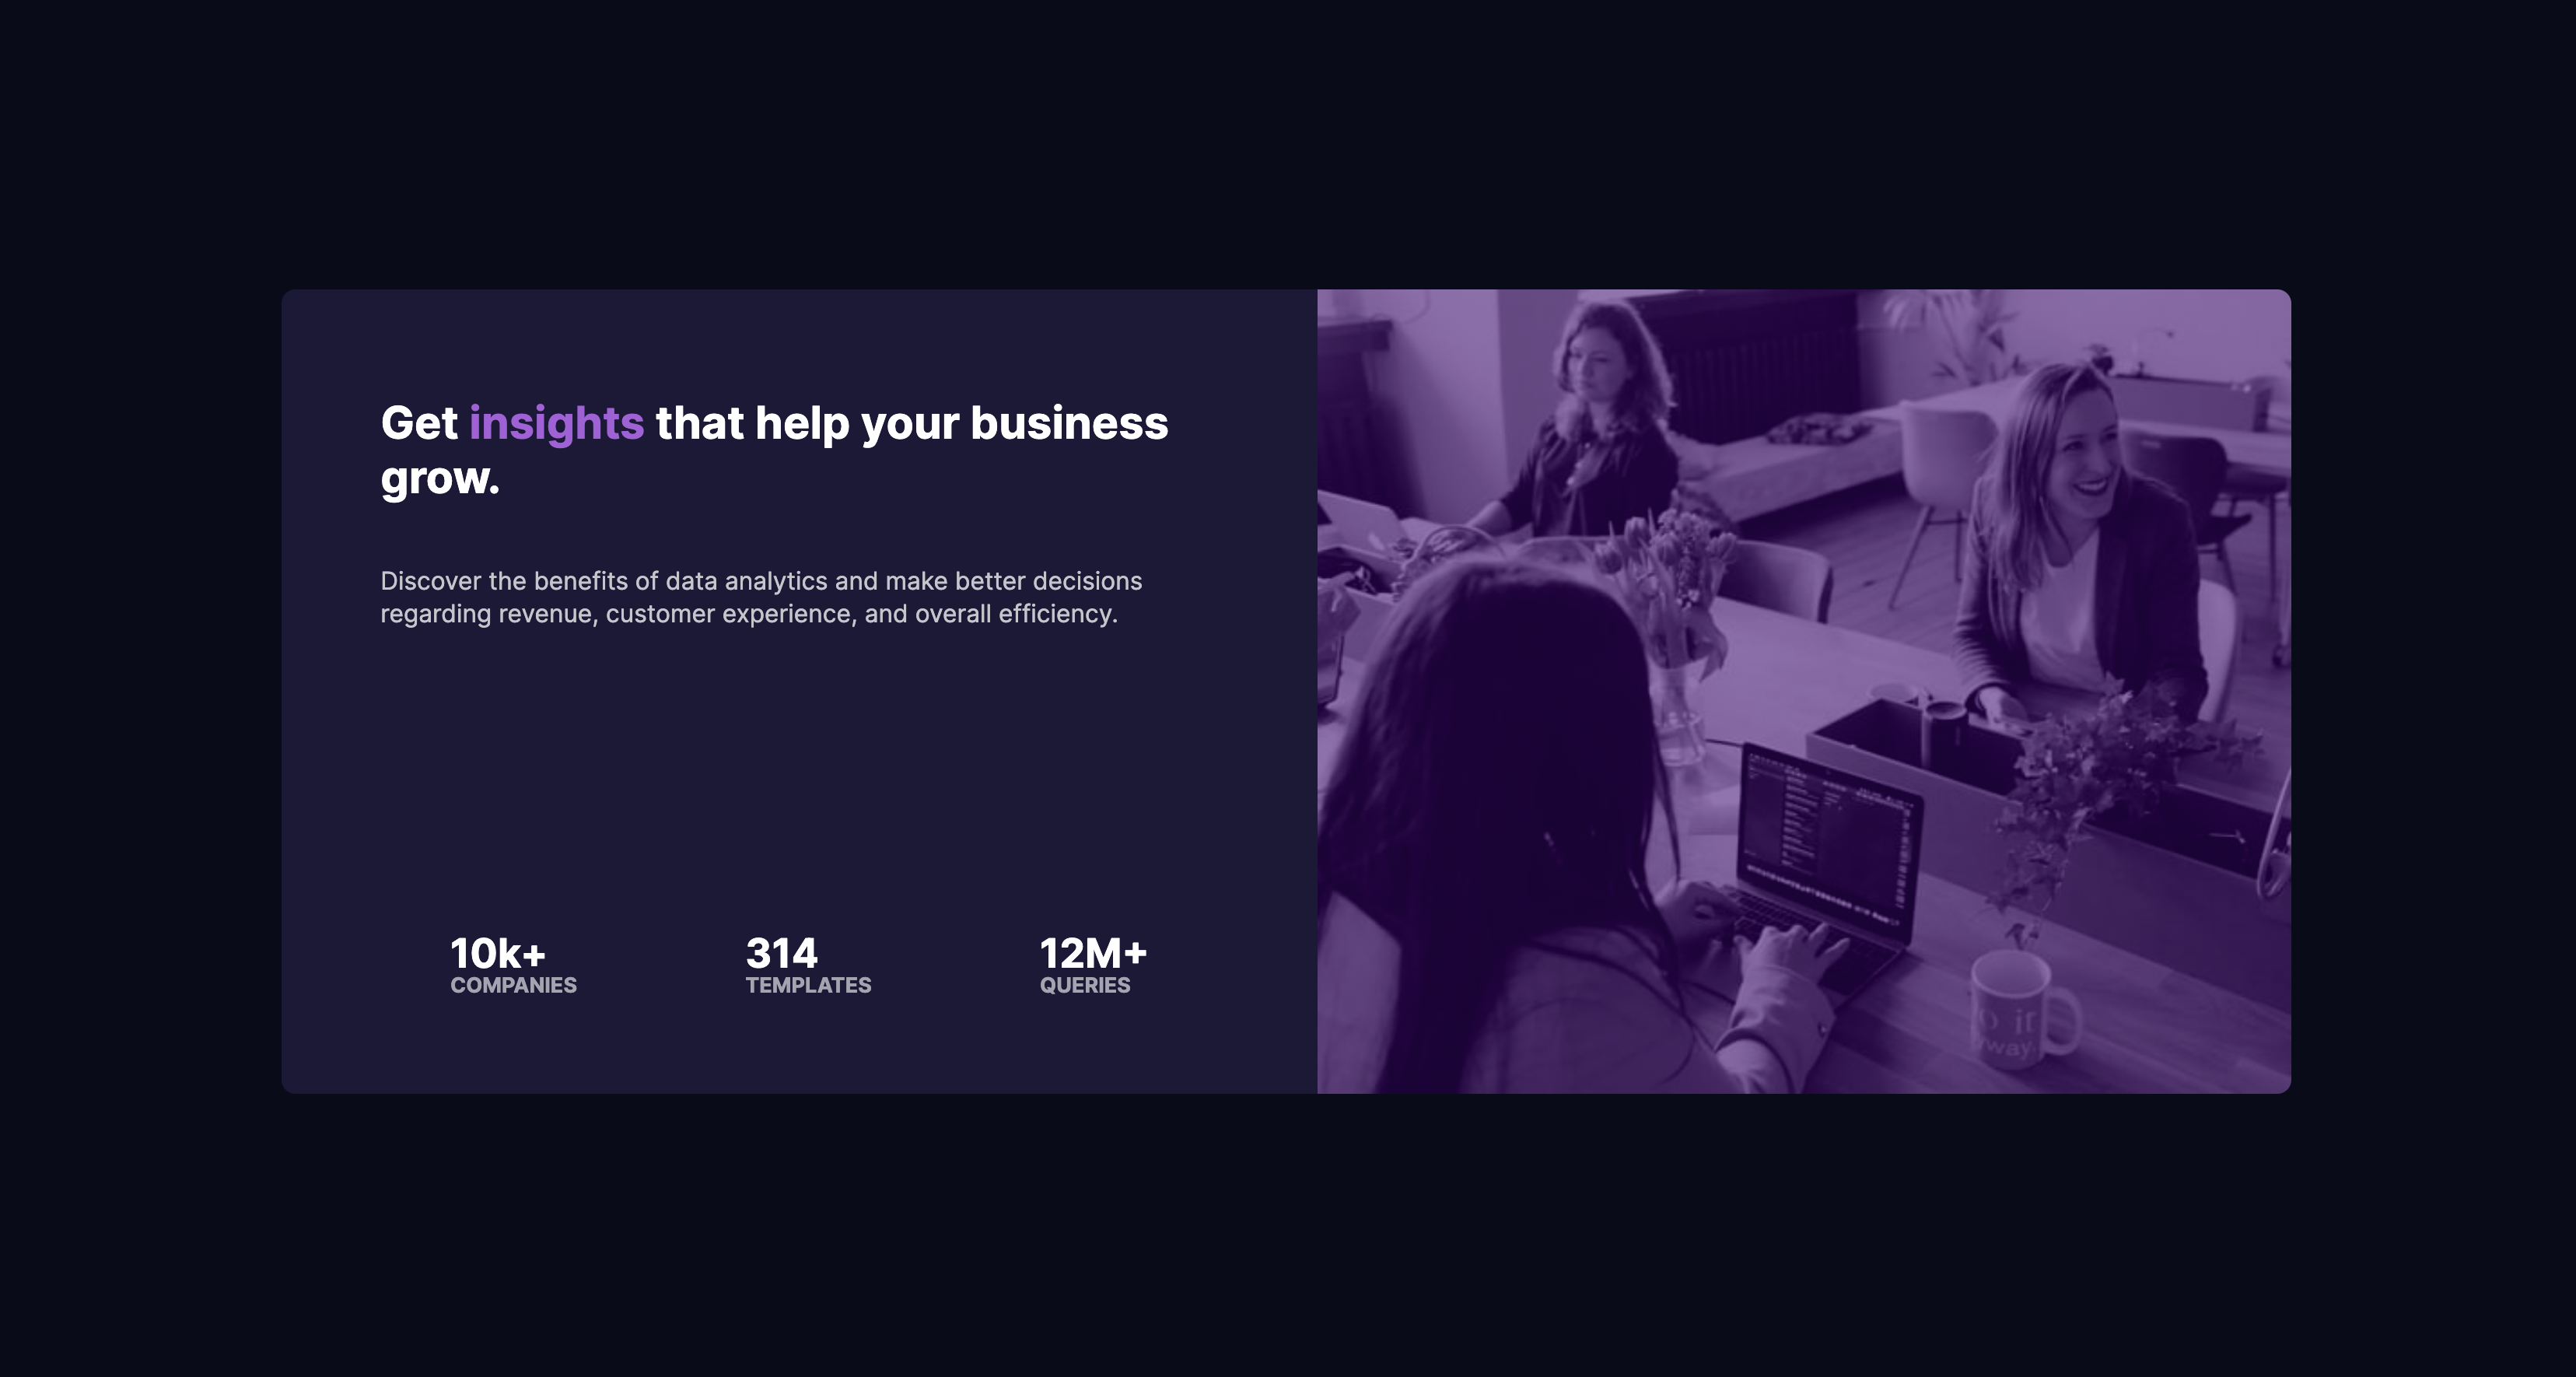 Get insights that help your business
grow.
Discover the benefits of data analytics and make better decisions
regarding revenue, customer experience, and overall efficiency.
10k+ 314 12M+
COMPANIES TEMPLATES QUERIES